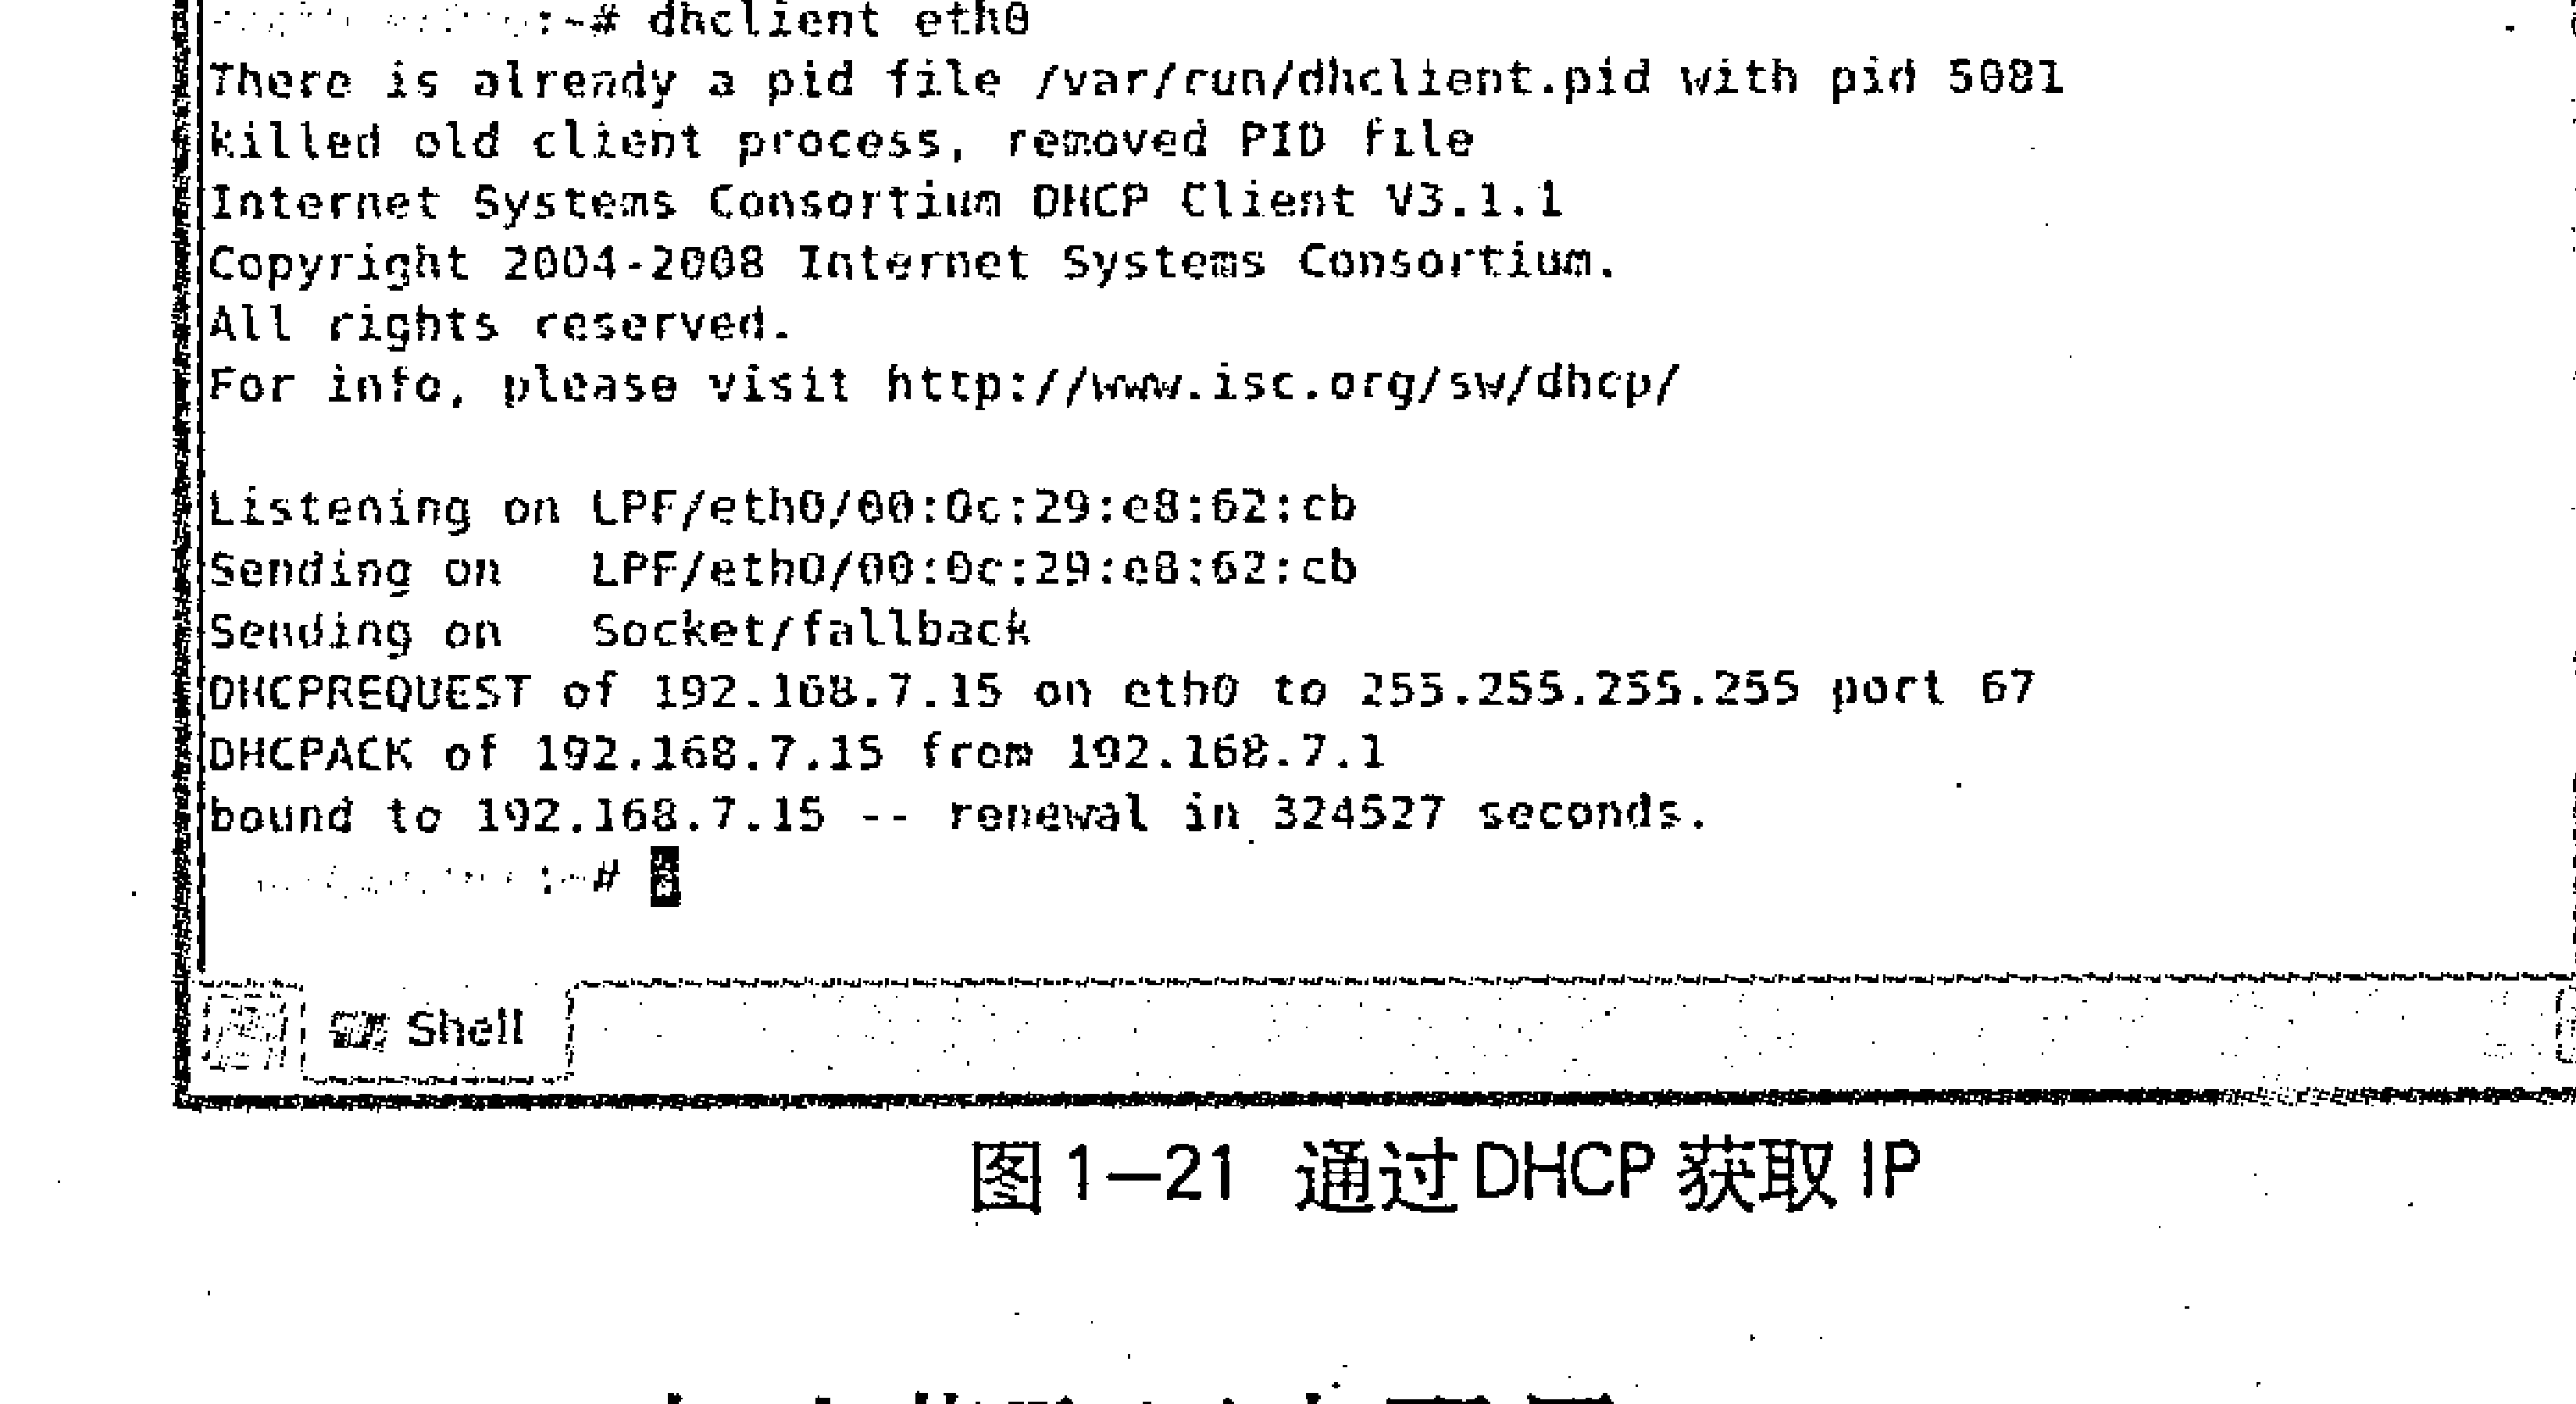 :~# dhclient eth0
There is already a pid file /var/run/dhclient.pid with pid 5081
killed old client process, removed PID file
Internet Systems Consortium DHCP Client V3.1.1
Copyright 2004-2008 Internet Systems Consortium.
All rights reserved.
For info, please visit http://www.isc.org/sw/dhcp/
Listening on LPF/eth0/00:0c:29:e8:62:cb
Sending on   LPF/eth0/00:0c:29:e8:62:cb
Sending on   Socket/fallback
DHCPREQUEST of 192.168.7.15 on eth0 to 255.255.255.255 port 67
DHCPACK of 192.168.7.15 from 192.168.7.1
bound to 192.168.7.15 -- renewal in 324527 seconds.
:~#
Shell
图1—21 通过DHCP获取IP